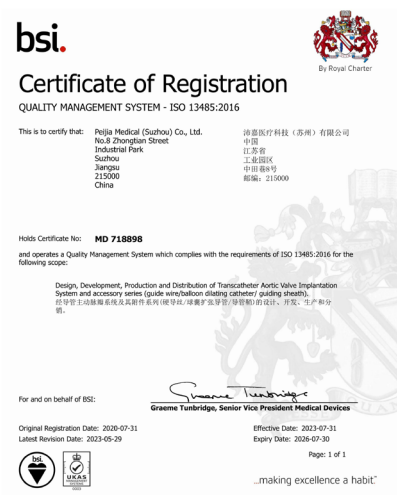 bsi.
By Royal Charter
Certificate of Registration
QUALITY MANAGEMENT SYSTEM - ISO 13485:2016
This is to certify that:
Peijia Medical (Suzhou) Co., Ltd.
No.8 Zhongtian Street
Industrial Park
Suzhou
Jiangsu
215000
China
沛嘉医疗科技（苏州）有限公司
中国
江苏省
工业园区
中田巷8号
邮编：215000
Holds Certificate No: MD 718898
and operates a Quality Management System which complies with the requirements of ISO 13485:2016 for the
following scope:
Design, Development, Production and Distribution of Transcatheter Aortic Valve Implantation
System and accessory series (guide wire/balloon dilating catheter/ guiding sheath).
经导管主动脉瓣系统及其附件系列(硬导丝/球囊扩张导管/导管鞘)的设计、开发、生产和分
销。
For and on behalf of BSI:
Graeme Tunbridge
Graeme Tunbridge, Senior Vice President Medical Devices
Original Registration Date: 2020-07-31
Effective Date: 2023-07-31
Latest Revision Date: 2023-05-29
Expiry Date: 2026-07-30
Page: 1 of 1
bsi.
UKAS
MANAGEMENT
SYSTEMS
...making excellence a habit.™